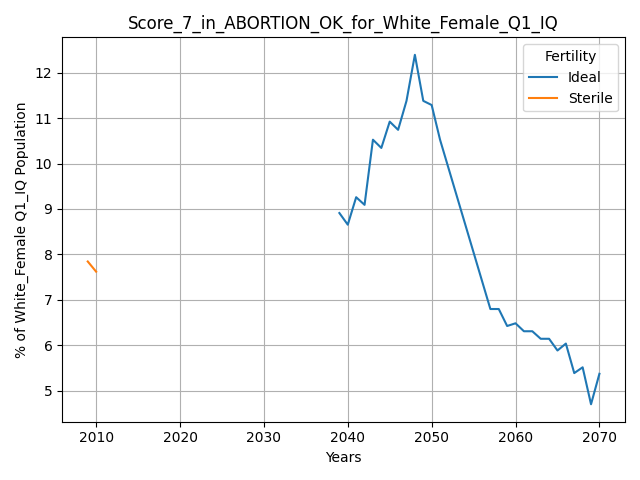 Score_7_in_ABORTION_OK_for_White_Female_Q1_IQ
Fertility
Ideal
Sterile
% of White_Female Q1_IQ Population
12
11
10
9
8
7
6
5
2010 2020 2030 2040 2050 2060 2070
Years